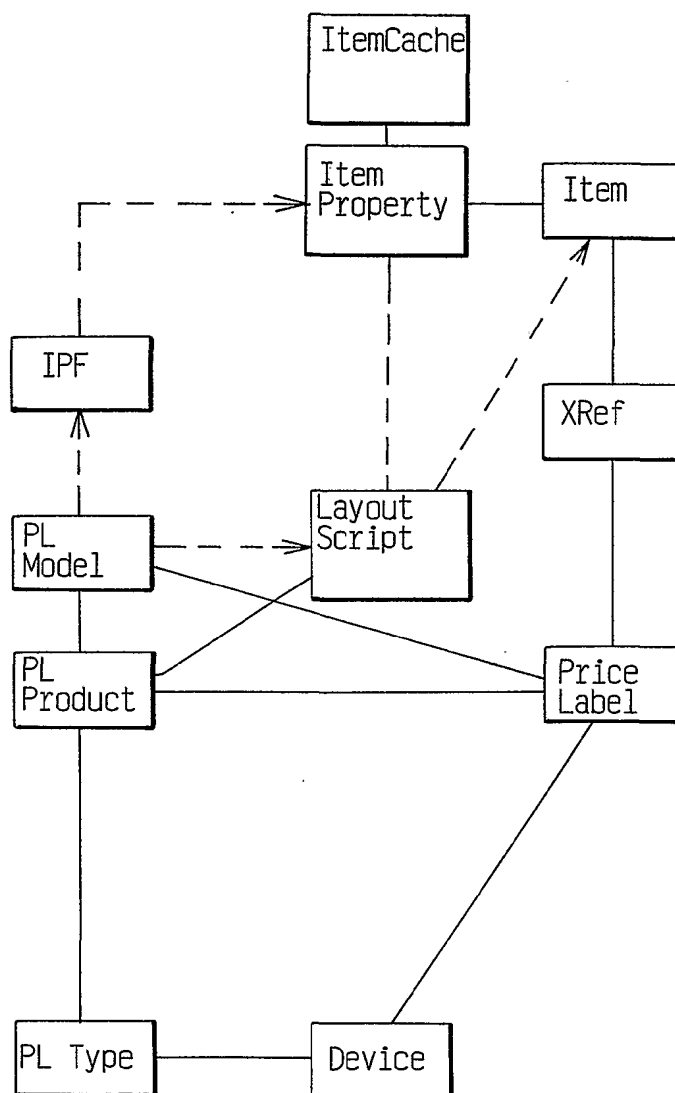 ItemCache
Item
Property
Item
IPF
XRef
Layout
Script
PL
Model
PL
Product
Price
Label
PL Type
Device